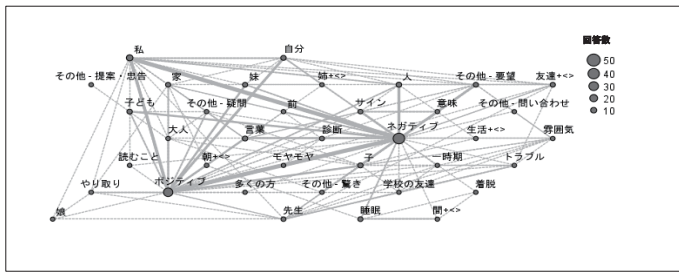 私
自分
回答数
50
40
30
20
10
その他 - 提案・忠告
家
妹
姉+<>
人
その他 - 要望
友達+<>
子ども
その他 - 疑問
前
サイン
意味
その他 - 問い合わせ
大人
言葉
診断
ネガティブ
生活+<>
雰囲気
読むこと
朝+<>
モヤモヤ
子
一時期
トラブル
やり取り
ポジティブ
多くの方
その他 - 驚き
学校の友達
着脱
娘
先生
睡眠
間+<>